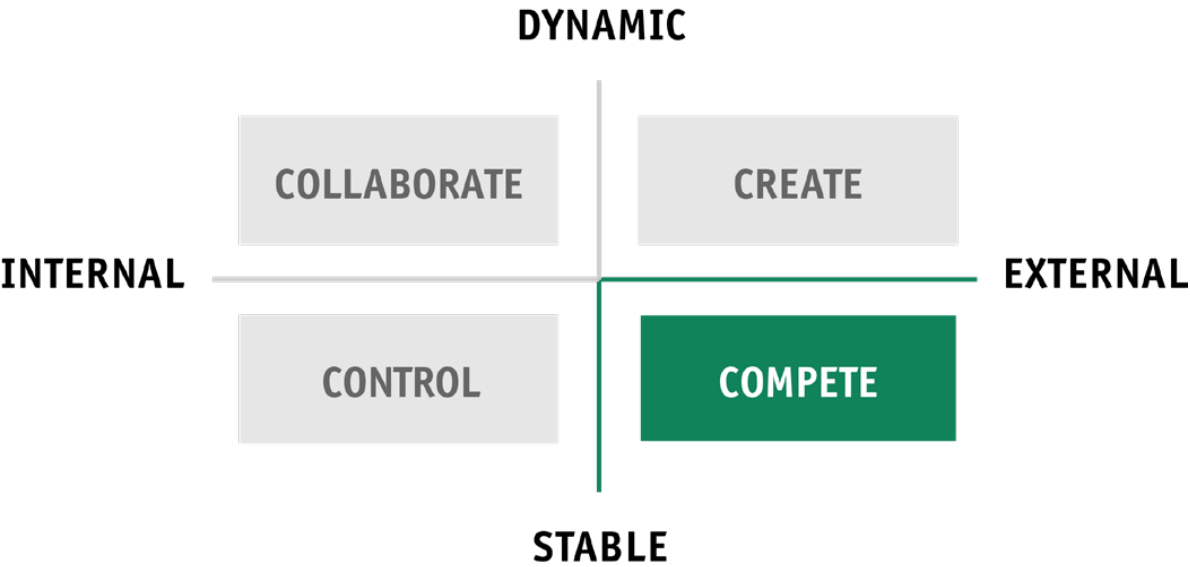 DYNAMIC
COLLABORATE
CREATE
INTERNAL
EXTERNAL
CONTROL
COMPETE
STABLE